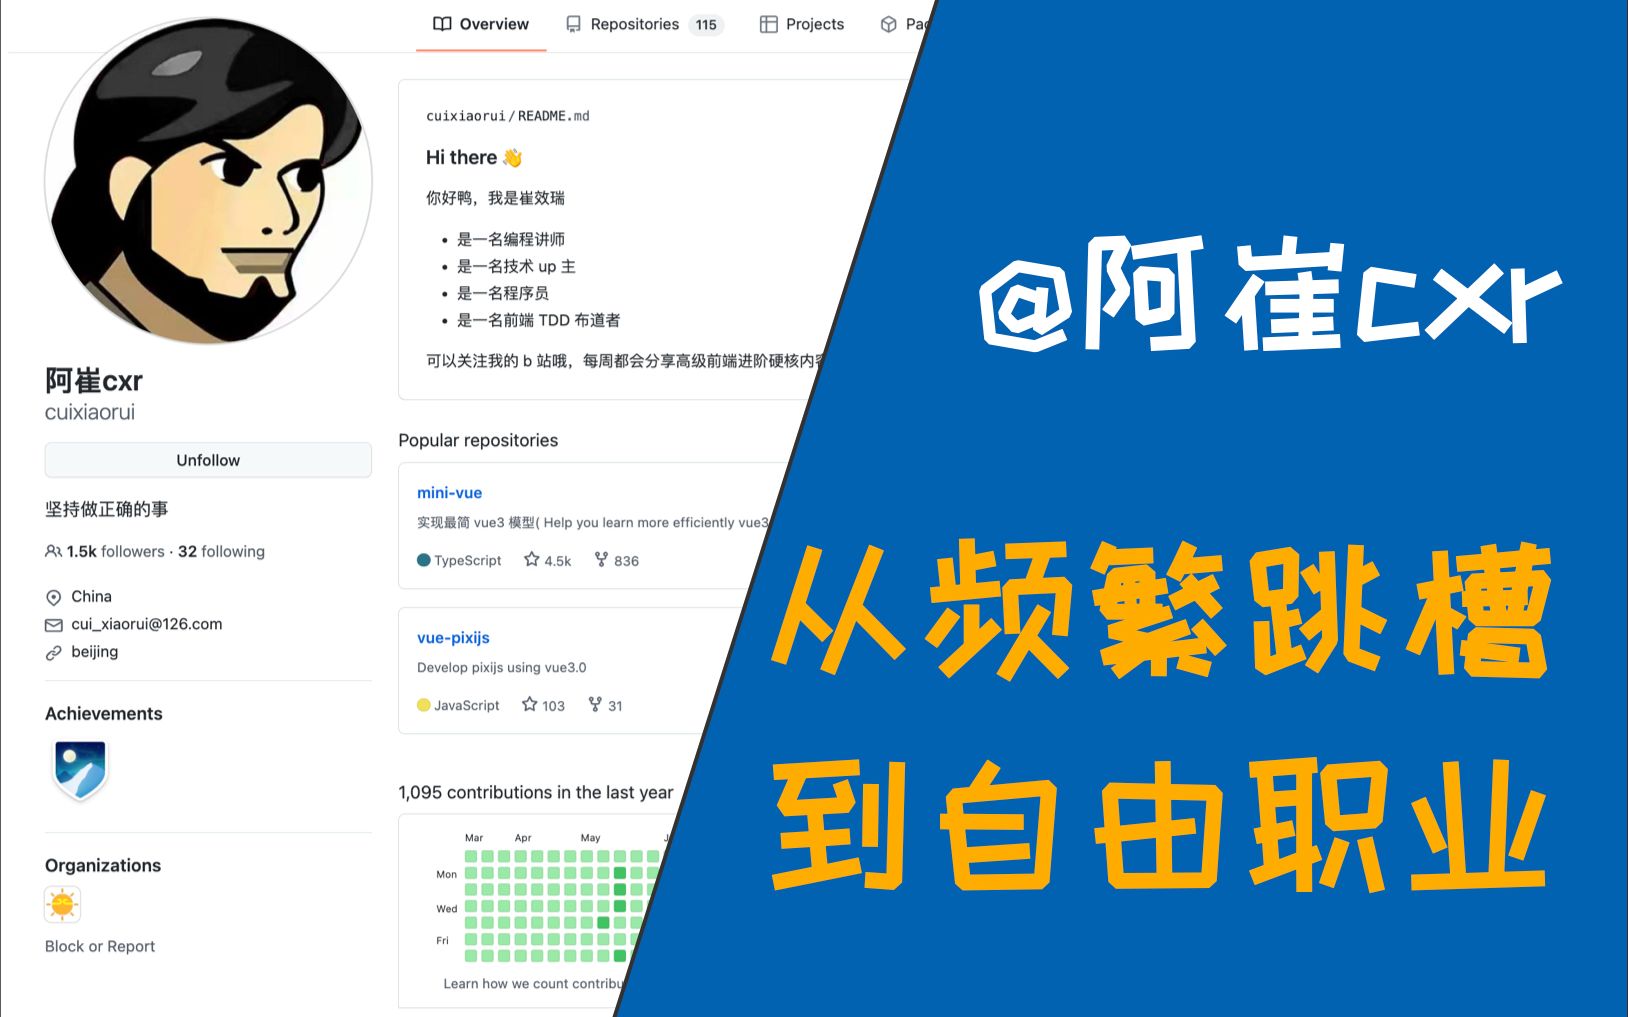 Overview
Repositories 115
Projects
cuixiaorui/README.md
Hi there 👋
你好鸭，我是崔效瑞
• 是一名编程讲师
• 是一名技术 up 主
• 是一名程序员
• 是一名前端 TDD 布道者
可以关注我的 b 站哦，每周都会分享高级前端进阶硬核内容
阿崔cxr
cuixiaorui
Unfollow
坚持做正确的事
1.5k followers · 32 following
China
cui_xiaorui@126.com
beijing
Achievements
Organizations
Block or Report
Popular repositories
mini-vue
实现最简 vue3 模型( Help you learn more efficiently vue3
TypeScript 4.5k 836
vue-pixijs
Develop pixijs using vue3.0
JavaScript 103 31
1,095 contributions in the last year
Mar Apr May
Mon
Wed
Fri
Learn how we count
@阿崔cxr
从频繁跳槽
到自由职业